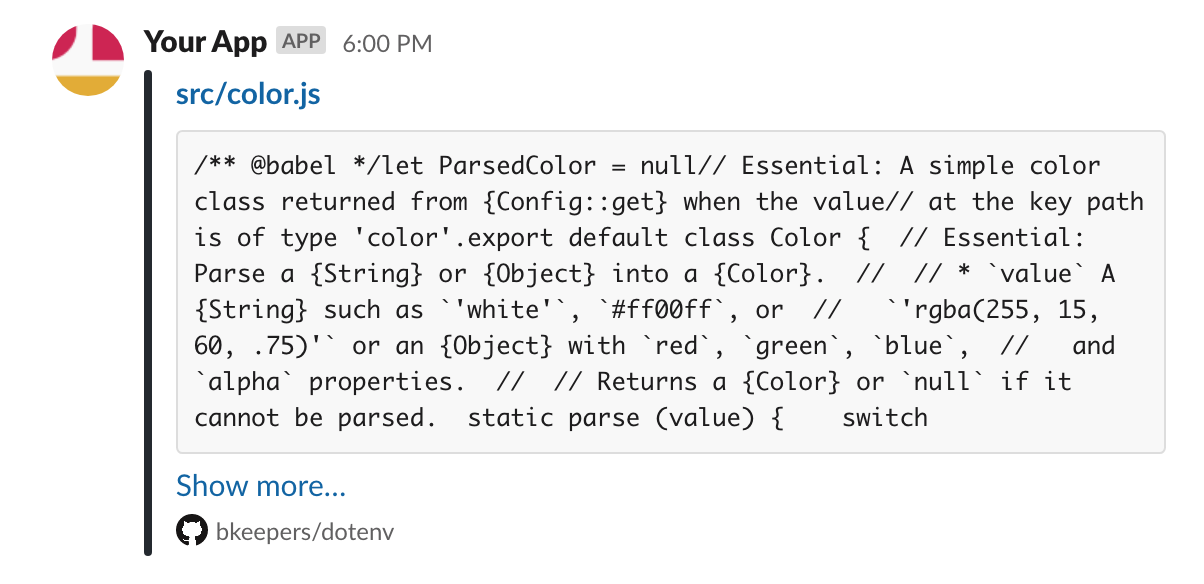 Your App APP 6:00 PM
src/color.js
/** @babel */let ParsedColor = null// Essential: A simple color
class returned from {Config::get} when the value// at the key path
is of type 'color'.export default class Color {  // Essential:
Parse a {String} or {Object} into a {Color}.  //  // * `value` A
{String} such as `'white'`, `#ff00ff`, or  //   `'rgba(255, 15,
60, .75)'` or an {Object} with `red`, `green`, `blue`,  //   and
`alpha` properties.  //  // Returns a {Color} or `null` if it
cannot be parsed.  static parse (value) {    switch
Show more...
bkeepers/dotenv